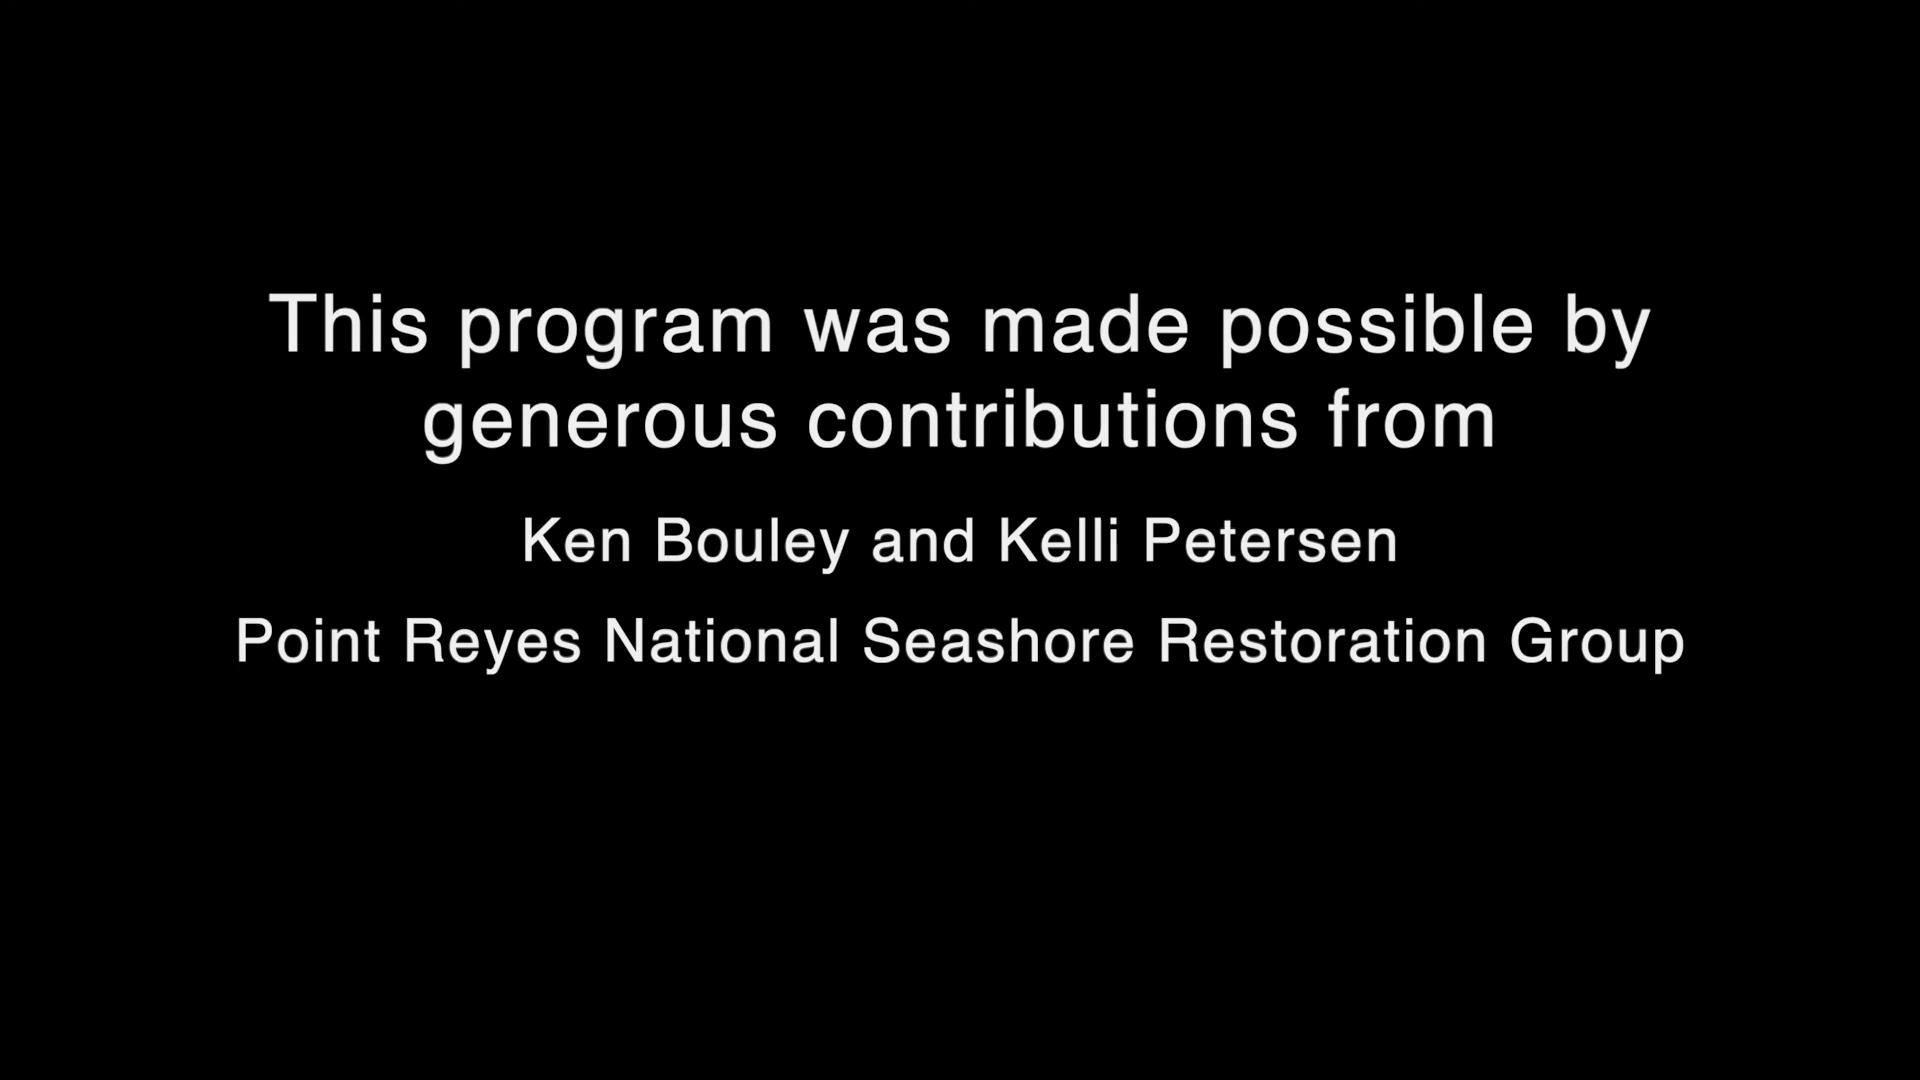 This program was made possible by
generous contributions from
Ken Bouley and Kelli Petersen
Point Reyes National Seashore Restoration Group